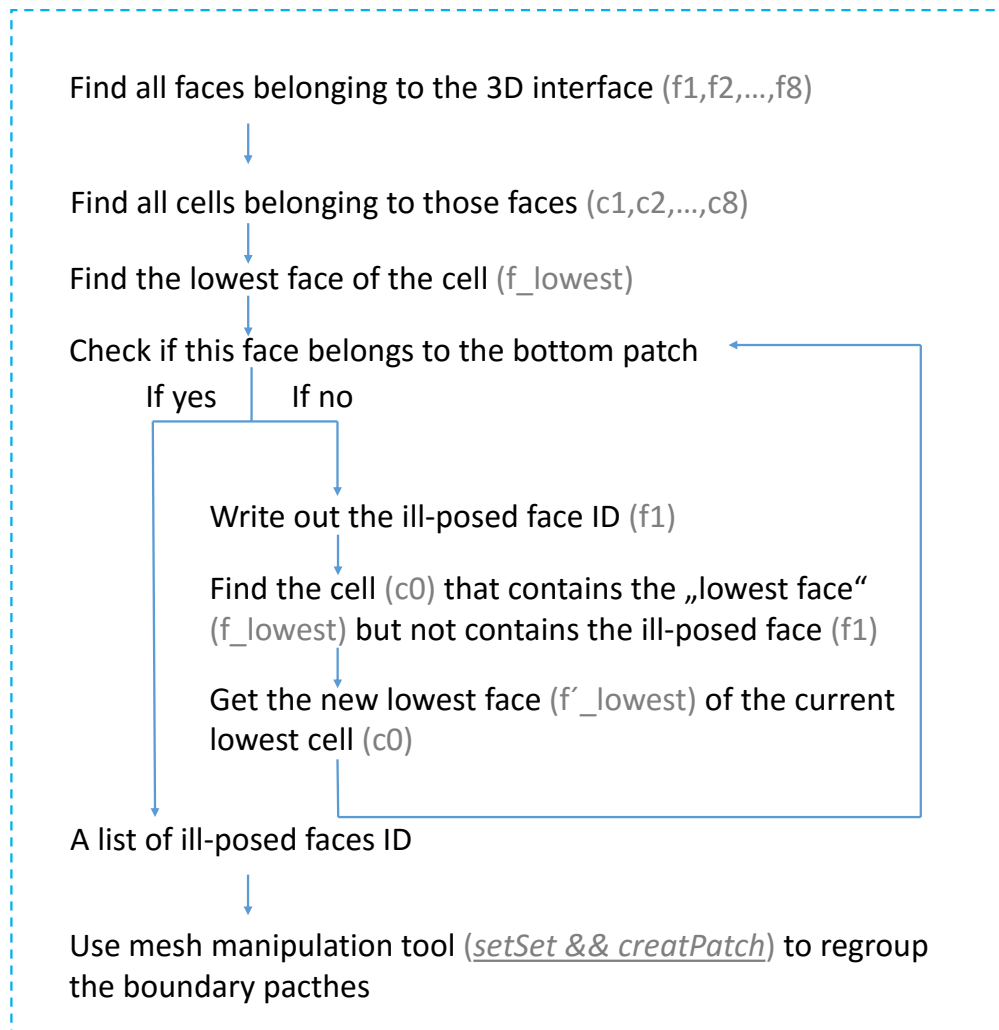 Find all faces belonging to the 3D interface (f1,f2,...,f8)
Find all cells belonging to those faces (c1,c2,...,c8)
Find the lowest face of the cell (f_lowest)
Check if this face belongs to the bottom patch
If yes If no
Write out the ill-posed face ID (f1)
Find the cell (c0) that contains the „lowest face“
(f_lowest) but not contains the ill-posed face (f1)
Get the new lowest face (f´_lowest) of the current
lowest cell (c0)
A list of ill-posed faces ID
Use mesh manipulation tool (setSet && creatPatch) to regroup
the boundary pacthes